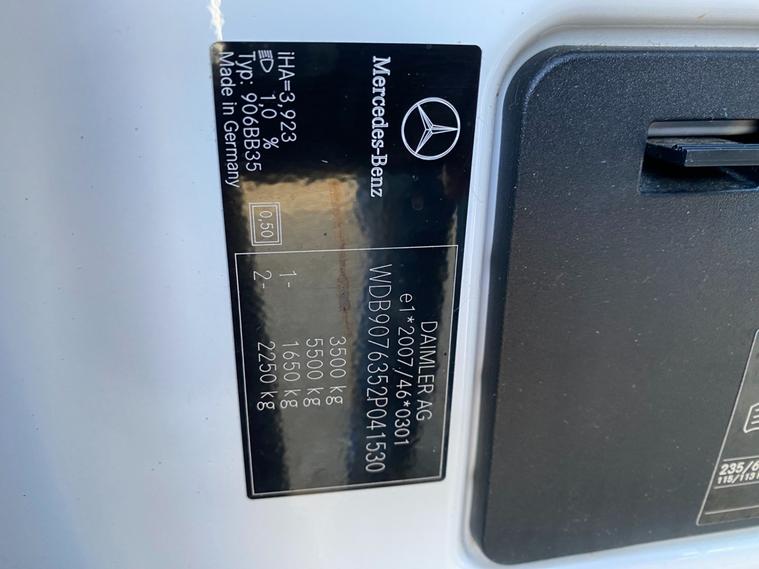 Mercedes-Benz
iHA=3,923
1,0 %
Typ: 906BB35
Made in Germany
0,50
DAIMLER AG
e1*2007/46*0301
WDB9076352P041530
3500 kg
5500 kg
1- 1650 kg
2- 2250 kg